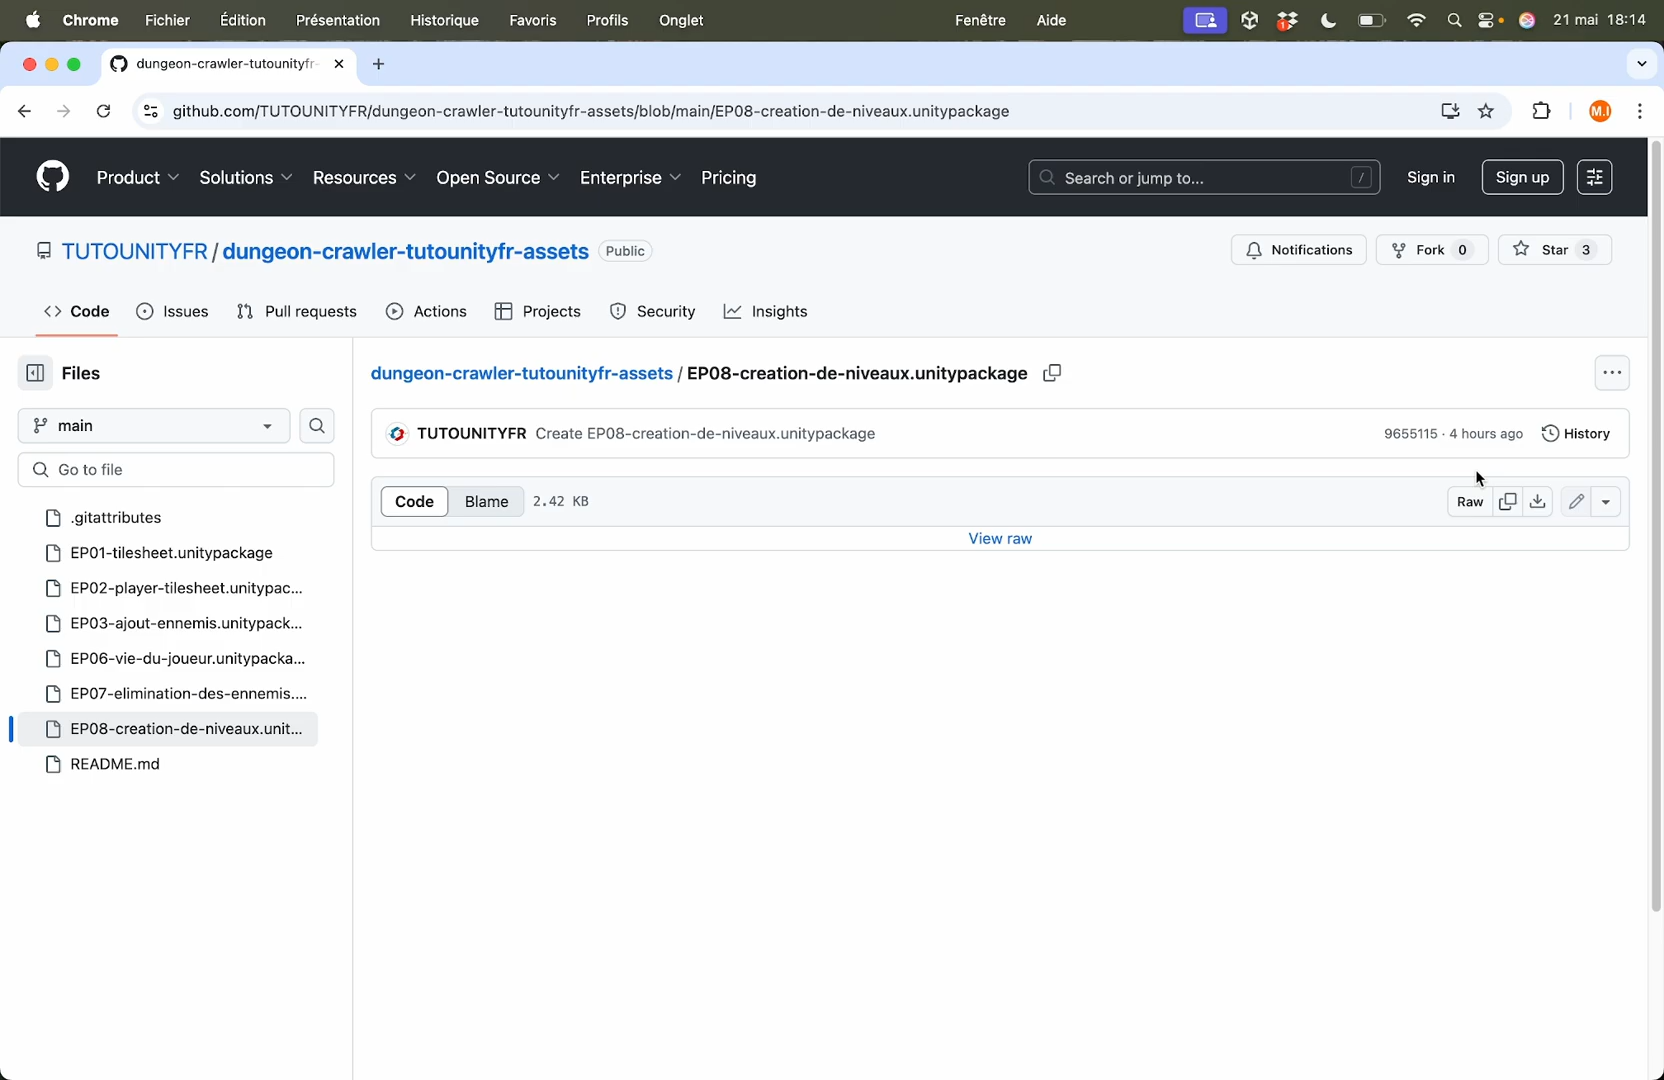 Chrome Fichier Édition Présentation Historique Favoris Profils Onglet Fenêtre Aide 1 21 mai 18:14
dungeon-crawler-tutounityfr-
github.com/TUTOUNITYFR/dungeon-crawler-tutounityfr-assets/blob/main/EP08-creation-de-niveaux.unitypackage M.I
Product Solutions Resources Open Source Enterprise Pricing Search or jump to... / Sign in Sign up
TUTOUNITYFR / dungeon-crawler-tutounityfr-assets Public Notifications Fork 0 Star 3
Code Issues Pull requests Actions Projects Security Insights
Files
main
Go to file
.gitattributes
EP01-tilesheet.unitypackage
EP02-player-tilesheet.unitypac...
EP03-ajout-ennemis.unitypack...
EP06-vie-du-joueur.unitypacka...
EP07-elimination-des-ennemis....
EP08-creation-de-niveaux.unit...
README.md
dungeon-crawler-tutounityfr-assets / EP08-creation-de-niveaux.unitypackage
TUTOUNITYFR Create EP08-creation-de-niveaux.unitypackage 9655115 · 4 hours ago History
Code Blame 2.42 KB Raw
View raw